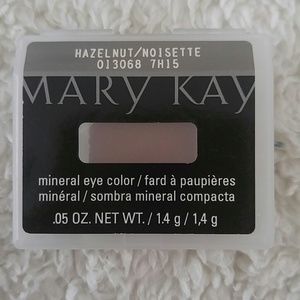 HAZELNUT/NOISETTE
013068 7H15
MARY KAY
mineral eye color / fard à paupières
minéral / sombra mineral compacta
.05 OZ. NET WT. / 1.4 g / 1,4 g